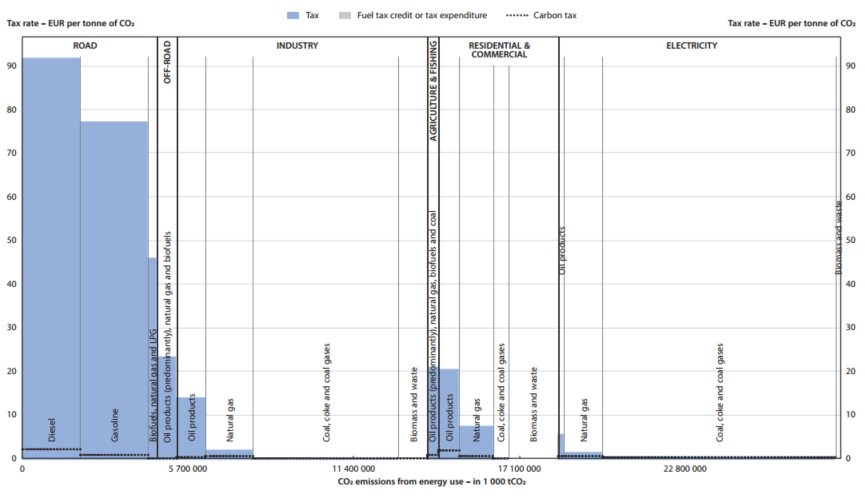 Tax
Fuel tax credit or tax expenditure
Carbon tax
Tax rate – EUR per tonne of CO₂
Tax rate – EUR per tonne of CO₂
ROAD
OFF-ROAD
INDUSTRY
AGRICULTURE & FISHING
RESIDENTIAL &
COMMERCIAL
ELECTRICITY
90
80
70
60
50
40
30
20
10
0
Diesel
Gasoline
Biofuels, natural gas and LPG
Oil products (predominantly), natural gas and biofuels
Oil products
Natural gas
Coal, coke and coal gases
Biomass and waste
Oil products (predominantly), natural gas, biofuels and coal
Oil products
Natural gas
Coal, coke and coal gases
Biomass and waste
Oil products
Natural gas
Coal, coke and coal gases
Biomass and waste
90
80
70
60
50
40
30
20
10
0
0
5 700 000
11 400 000
17 100 000
22 800 000
CO₂ emissions from energy use – in 1 000 tCO₂